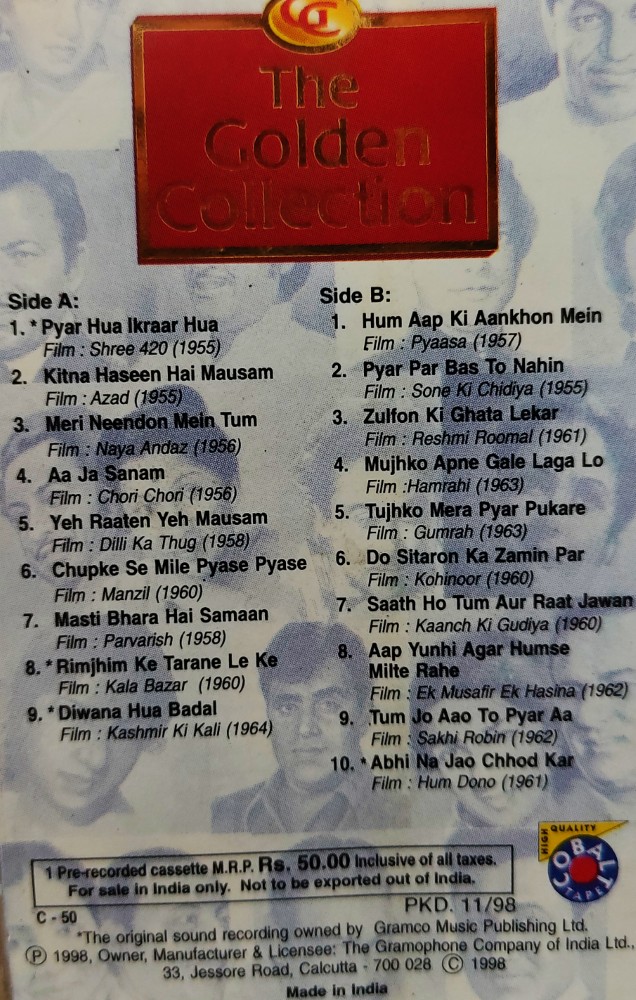 The
Golden
Collection
Side A:
1. * Pyar Hua Ikraar Hua
Film : Shree 420 (1955)
2. Kitna Haseen Hai Mausam
Film : Azad (1955)
3. Meri Neendon Mein Tum
Film : Naya Andaz (1956)
4. Aa Ja Sanam
Film : Chori Chori (1956)
5. Yeh Raaten Yeh Mausam
Film : Dilli Ka Thug (1958)
6. Chupke Se Mile Pyase Pyase
Film : Manzil (1960)
7. Masti Bhara Hai Samaan
Film : Parvarish (1958)
8. * Rimjhim Ke Tarane Le Ke
Film : Kala Bazar (1960)
9. * Diwana Hua Badal
Film : Kashmir Ki Kali (1964)
Side B:
1. Hum Aap Ki Aankhon Mein
Film : Pyaasa (1957)
2. Pyar Par Bas To Nahin
Film : Sone Ki Chidiya (1955)
3. Zulfon Ki Ghata Lekar
Film : Reshmi Roomal (1961)
4. Mujhko Apne Gale Laga Lo
Film :Hamrahi (1963)
5. Tujhko Mera Pyar Pukare
Film : Gumrah (1963)
6. Do Sitaron Ka Zamin Par
Film : Kohinoor (1960)
7. Saath Ho Tum Aur Raat Jawan
Film : Kaanch Ki Gudiya (1960)
8. Aap Yunhi Agar Humse
Milte Rahe
Film : Ek Musafir Ek Hasina (1962)
9. Tum Jo Aao To Pyar Aa
Film : Sakhi Robin (1962)
10. * Abhi Na Jao Chhod Kar
Film : Hum Dono (1961)
HIGH QUALITY
COBALT
TAPE
1 Pre-recorded cassette M.R.P. Rs. 50.00 Inclusive of all taxes.
For sale in India only. Not to be exported out of India.
C - 50
PKD. 11/98
*The original sound recording owned by Gramco Music Publishing Ltd.
Ⓟ 1998, Owner, Manufacturer & Licensee: The Gramophone Company of India Ltd.,
33, Jessore Road, Calcutta - 700 028 © 1998
Made in India